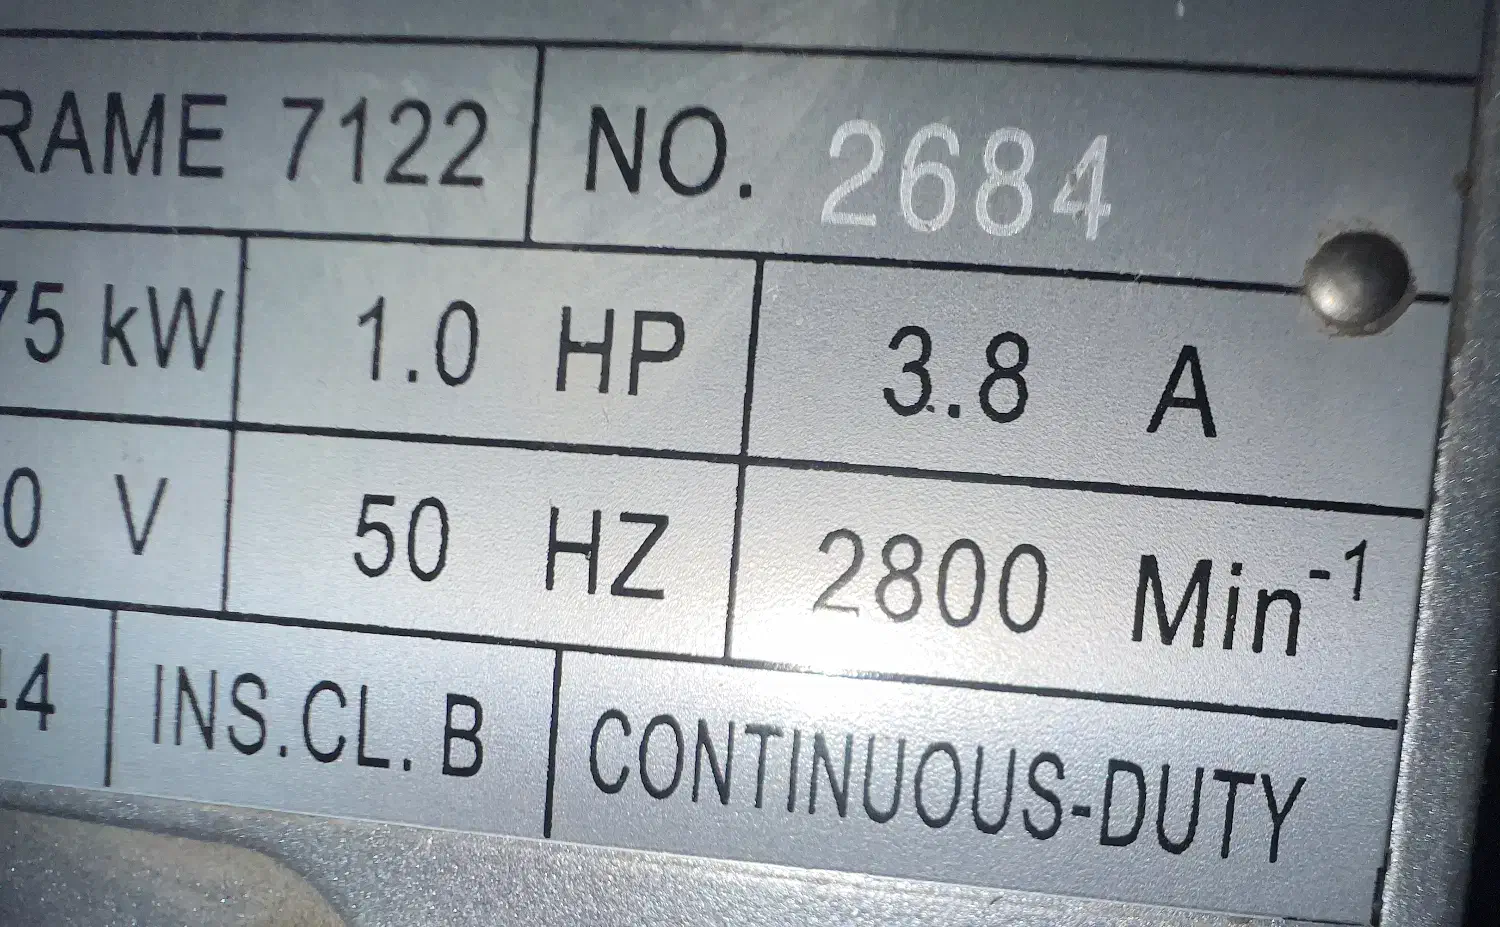 RAME 7122 NO. 2684
75 kW 1.0 HP 3.8 A
0 V 50 HZ 2800 Min⁻¹
4 INS.CL.B CONTINUOUS-DUTY